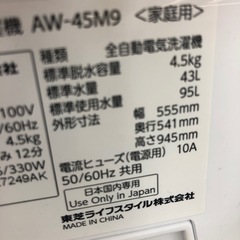 機 AW-45M9 <家庭用>
種類 全自動電気洗濯機
標準脱水容量 4.5kg
標準水量 43L
標準使用水量 95L
外形寸法 幅 555mm
奥行541mm
高さ945mm
電流ヒューズ(電源用) 10A
50/60Hz 共用
日本国内専用
Use Only in Japan
東芝ライフスタイル株式会社
MADE IN CHINA
100V
/60Hz
4.5kg
み 12分
/330W
7249AK